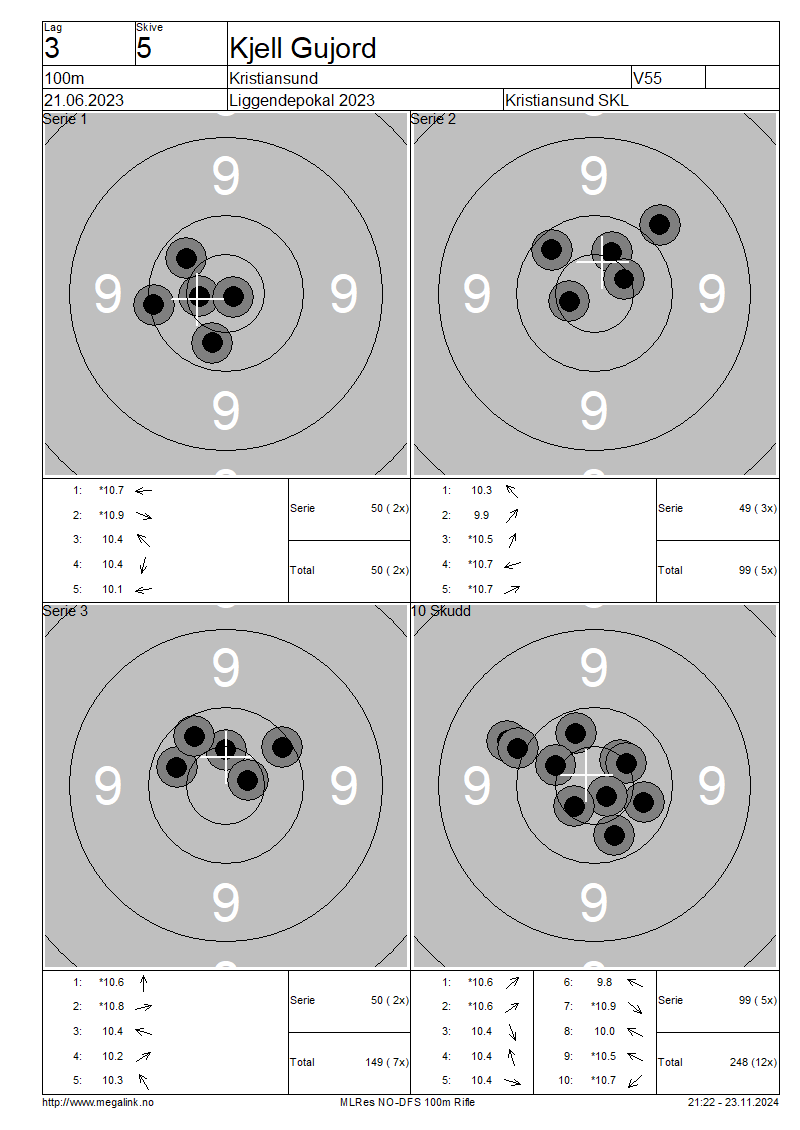 Lag Skive
3 5 Kjell Gujord
100m Kristiansund V55
21.06.2023 Liggendepokal 2023 Kristiansund SKL
Serie 1 Serie 2
9 9
9 9 9 9
9 9
1: *10.7
2: *10.9
3: 10.4
4: 10.4
5: 10.1
Serie 50 ( 2x)
Total 50 ( 2x)
1: 10.3
2: 9.9
3: *10.5
4: *10.7
5: *10.7
Serie 49 ( 3x)
Total 99 ( 5x)
Serie 3 10 Skudd
9 9
9 9 9 9
9 9
1: *10.6
2: *10.8
3: 10.4
4: 10.2
5: 10.3
Serie 50 ( 2x)
Total 149 ( 7x)
1: *10.6 6: 9.8
2: *10.6 7: *10.9
3: 10.4 8: 10.0
4: 10.4 9: *10.5
5: 10.4 10: *10.7
Serie 99 ( 5x)
Total 248 (12x)
http://www.megalink.no MLRes NO-DFS 100m Rifle 21:22 - 23.11.2024